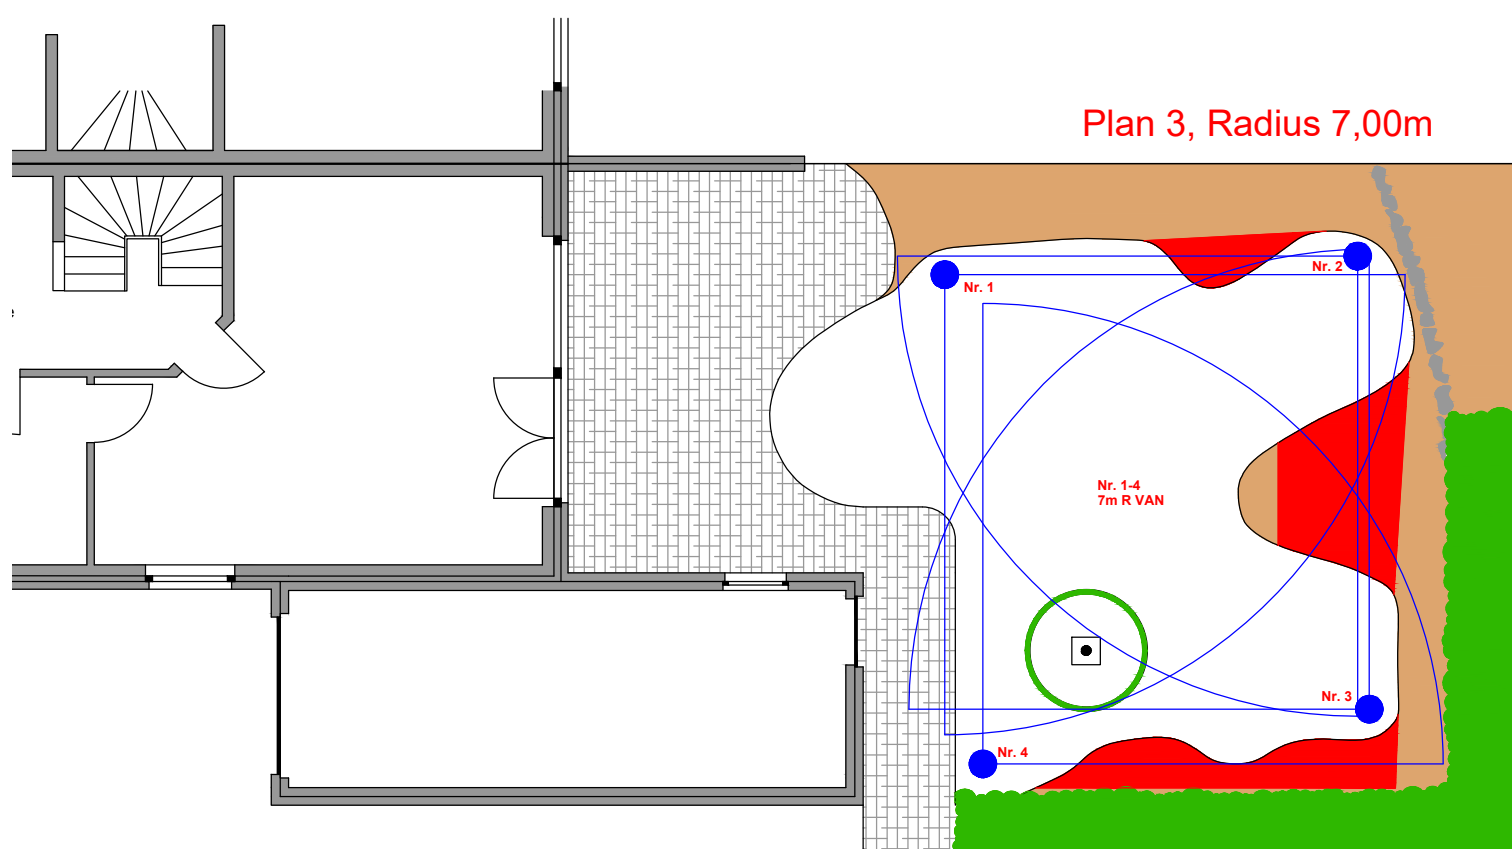 Plan 3, Radius 7,00m
Nr. 2
Nr. 1
Nr. 1-4
7m R VAN
Nr. 3
Nr. 4